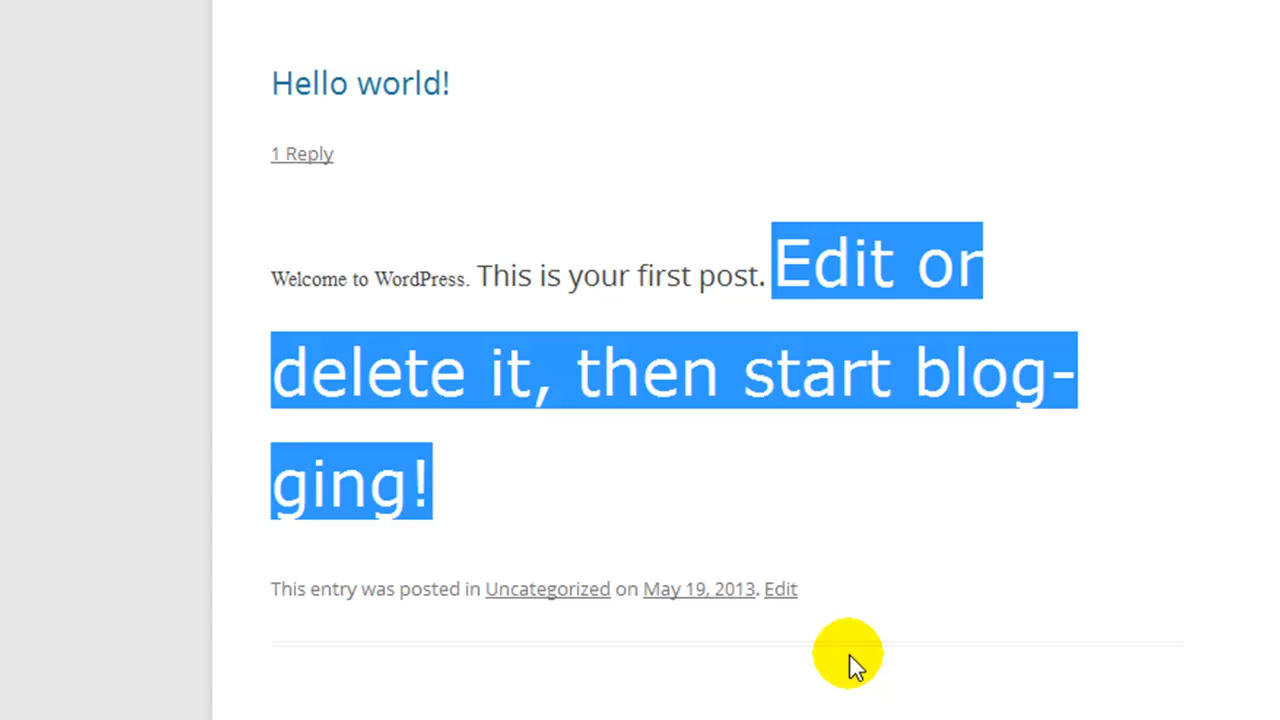 Hello world!
1 Reply
Welcome to WordPress. This is your first post. Edit or
delete it, then start blog-
ging!
This entry was posted in Uncategorized on May 19, 2013. Edit